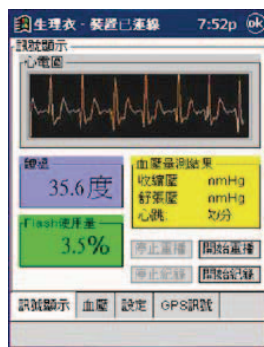 生理衣 - 裝置已連線 7:52p ok
訊號顯示
心電圖
體溫
35.6度
血壓量測結果
收縮壓 mmHg
舒張壓 mmHg
心跳: 次/分
Flash使用量
3.5%
停止重播 開始重播
停止紀錄 開始紀錄
訊號顯示 血壓 設定 GPS訊號